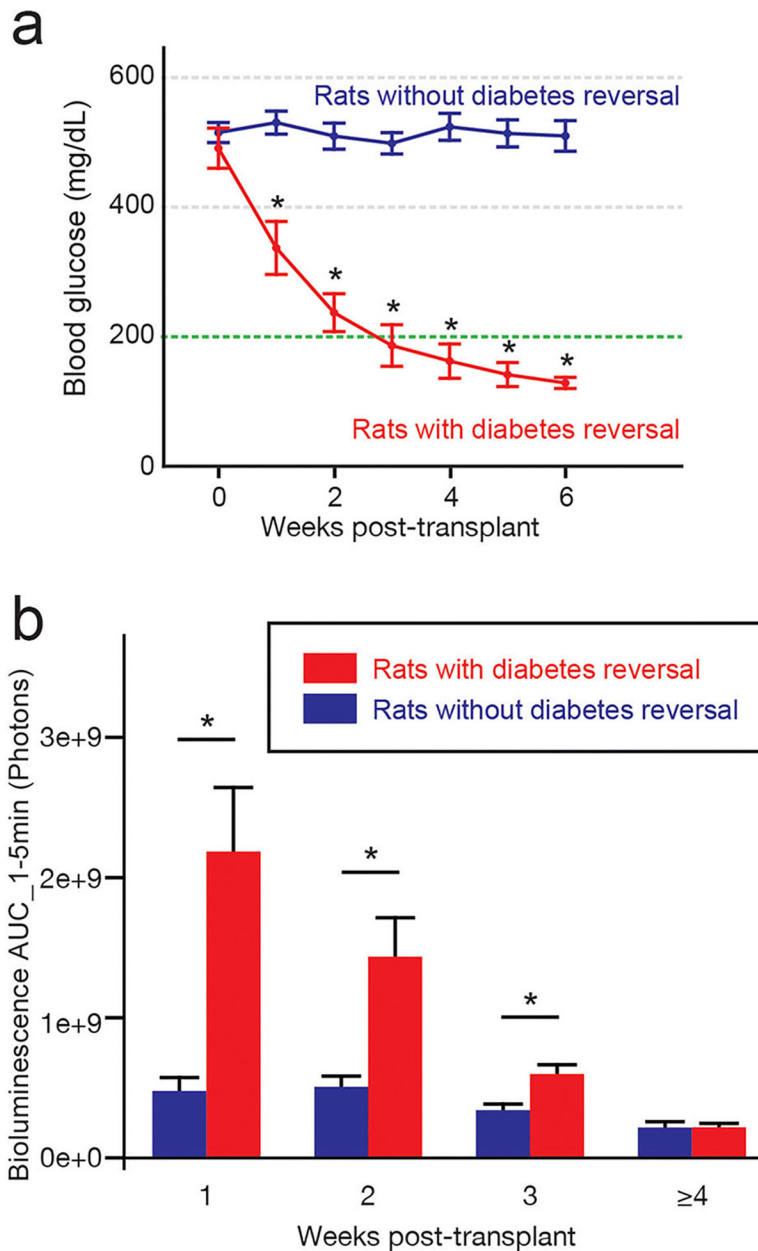 a
600
400
200
0
Blood glucose (mg/dL)
Rats without diabetes reversal
*
*
*
*
*
*
Rats with diabetes reversal
0 2 4 6
Weeks post-transplant
b
Rats with diabetes reversal
Rats without diabetes reversal
3e+9
2e+9
1e+9
0e+0
Bioluminescence AUC_1-5min (Photons)
*
*
*
1 2 3 ≥4
Weeks post-transplant